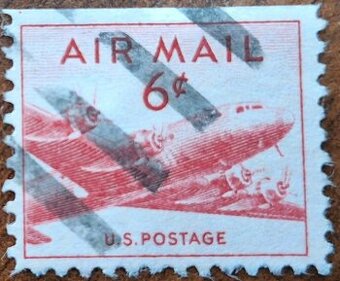 AIR MAIL
6¢
U.S. POSTAGE